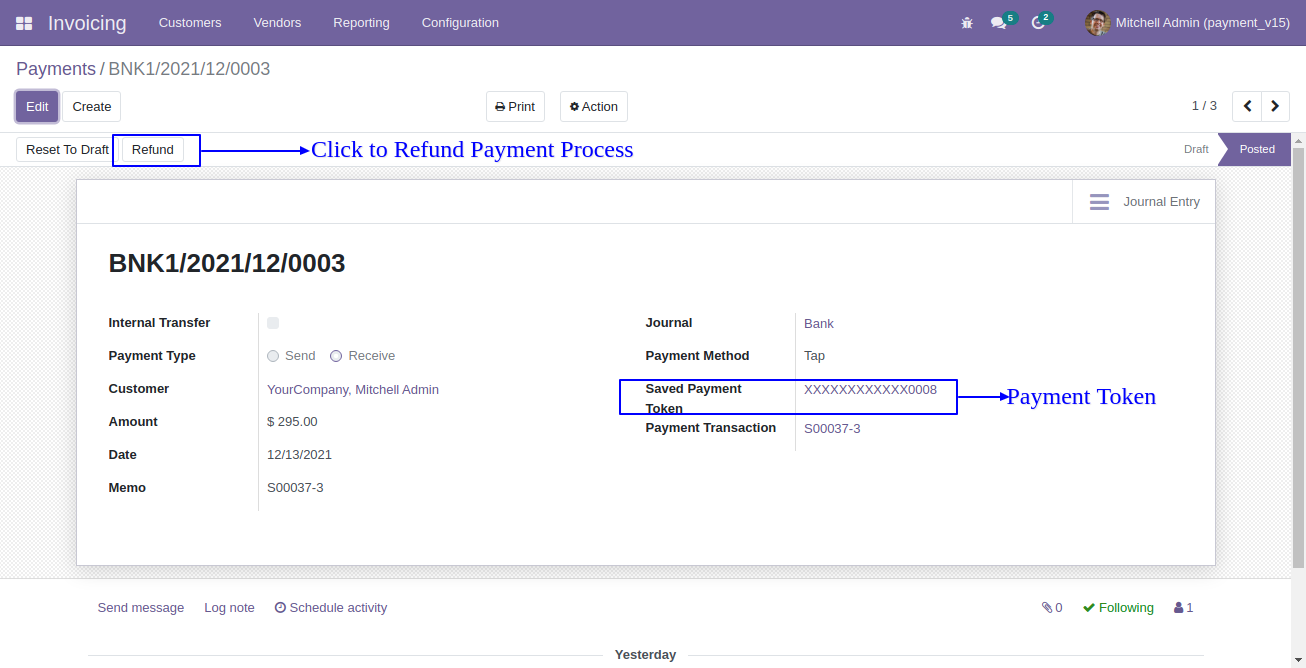 Invoicing Customers Vendors Reporting Configuration 5 2 Mitchell Admin (payment_v15)
Payments / BNK1/2021/12/0003
Edit Create Print Action 1 / 3
Reset To Draft Refund Click to Refund Payment Process Draft Posted
Journal Entry
BNK1/2021/12/0003
Internal Transfer
Payment Type Send Receive
Customer YourCompany, Mitchell Admin
Amount $ 295.00
Date 12/13/2021
Memo S00037-3
Journal Bank
Payment Method Tap
Saved Payment XXXXXXXXXXXX0008 Payment Token
Token
Payment Transaction S00037-3
Send message Log note Schedule activity 0 Following 1
Yesterday